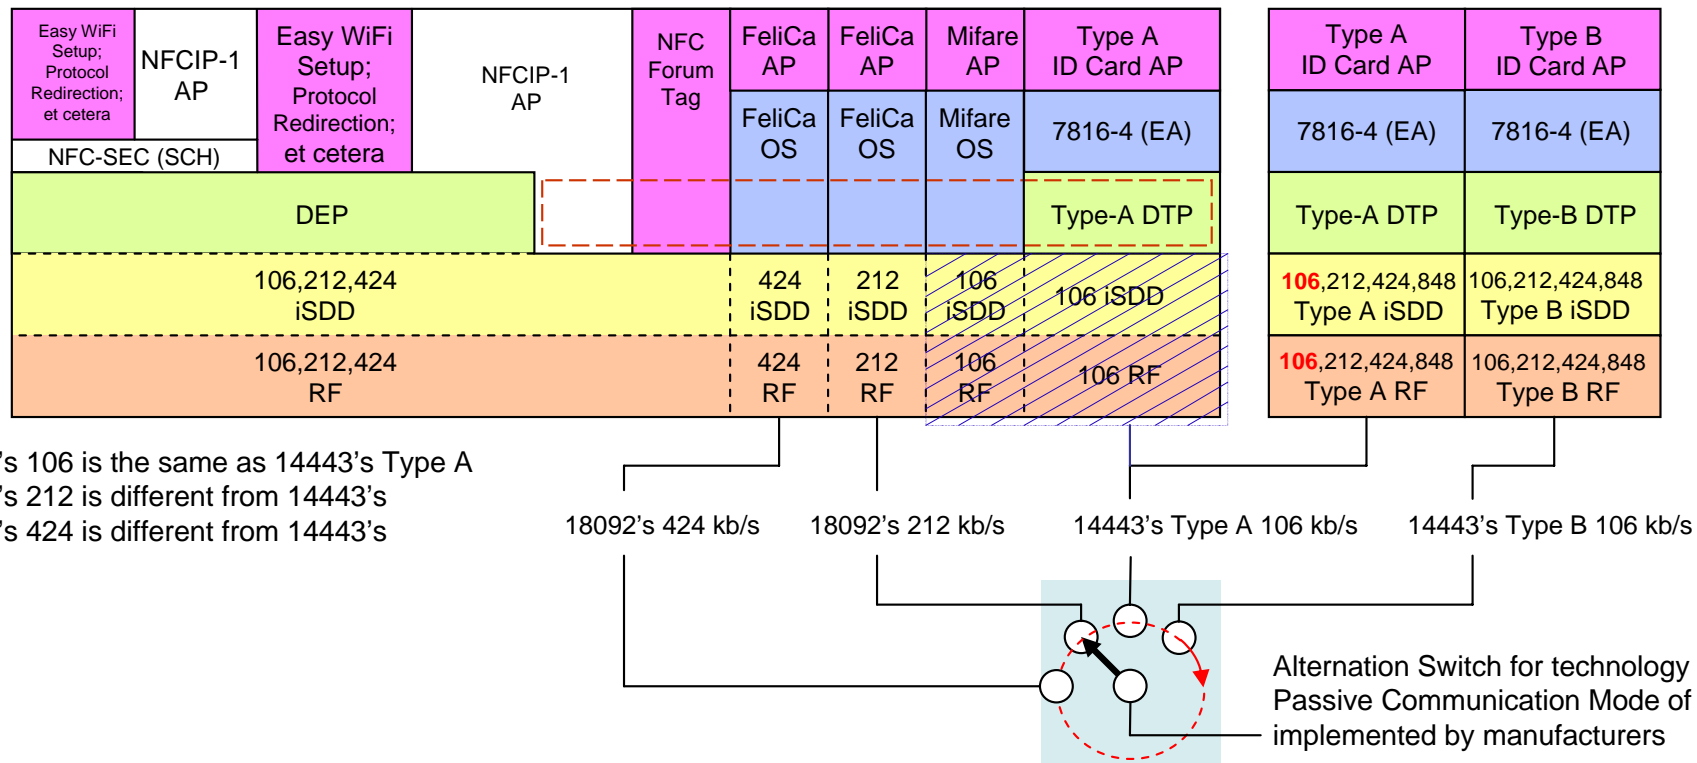 Easy WiFi
Setup;
Protocol
Redirection;
et cetera
NFCIP-1
AP
Easy WiFi
Setup;
Protocol
Redirection;
et cetera
NFCIP-1
AP
NFC
Forum
Tag
FeliCa
AP
FeliCa
AP
Mifare
AP
Type A
ID Card AP
Type A
ID Card AP
Type B
ID Card AP
NFC-SEC (SCH)
FeliCa
OS
FeliCa
OS
Mifare
OS
7816-4 (EA)
7816-4 (EA)
7816-4 (EA)
DEP
Type-A DTP
Type-A DTP
Type-B DTP
106,212,424
iSDD
424
iSDD
212
iSDD
106
iSDD
106 iSDD
106,212,424,848
Type A iSDD
106,212,424,848
Type B iSDD
106,212,424
RF
424
RF
212
RF
106
RF
106 RF
106,212,424,848
Type A RF
106,212,424,848
Type B RF
's 106 is the same as 14443's Type A
's 212 is different from 14443's
's 424 is different from 14443's
18092's 424 kb/s
18092's 212 kb/s
14443's Type A 106 kb/s
14443's Type B 106 kb/s
Alternation Switch for technology
Passive Communication Mode of
implemented by manufacturers